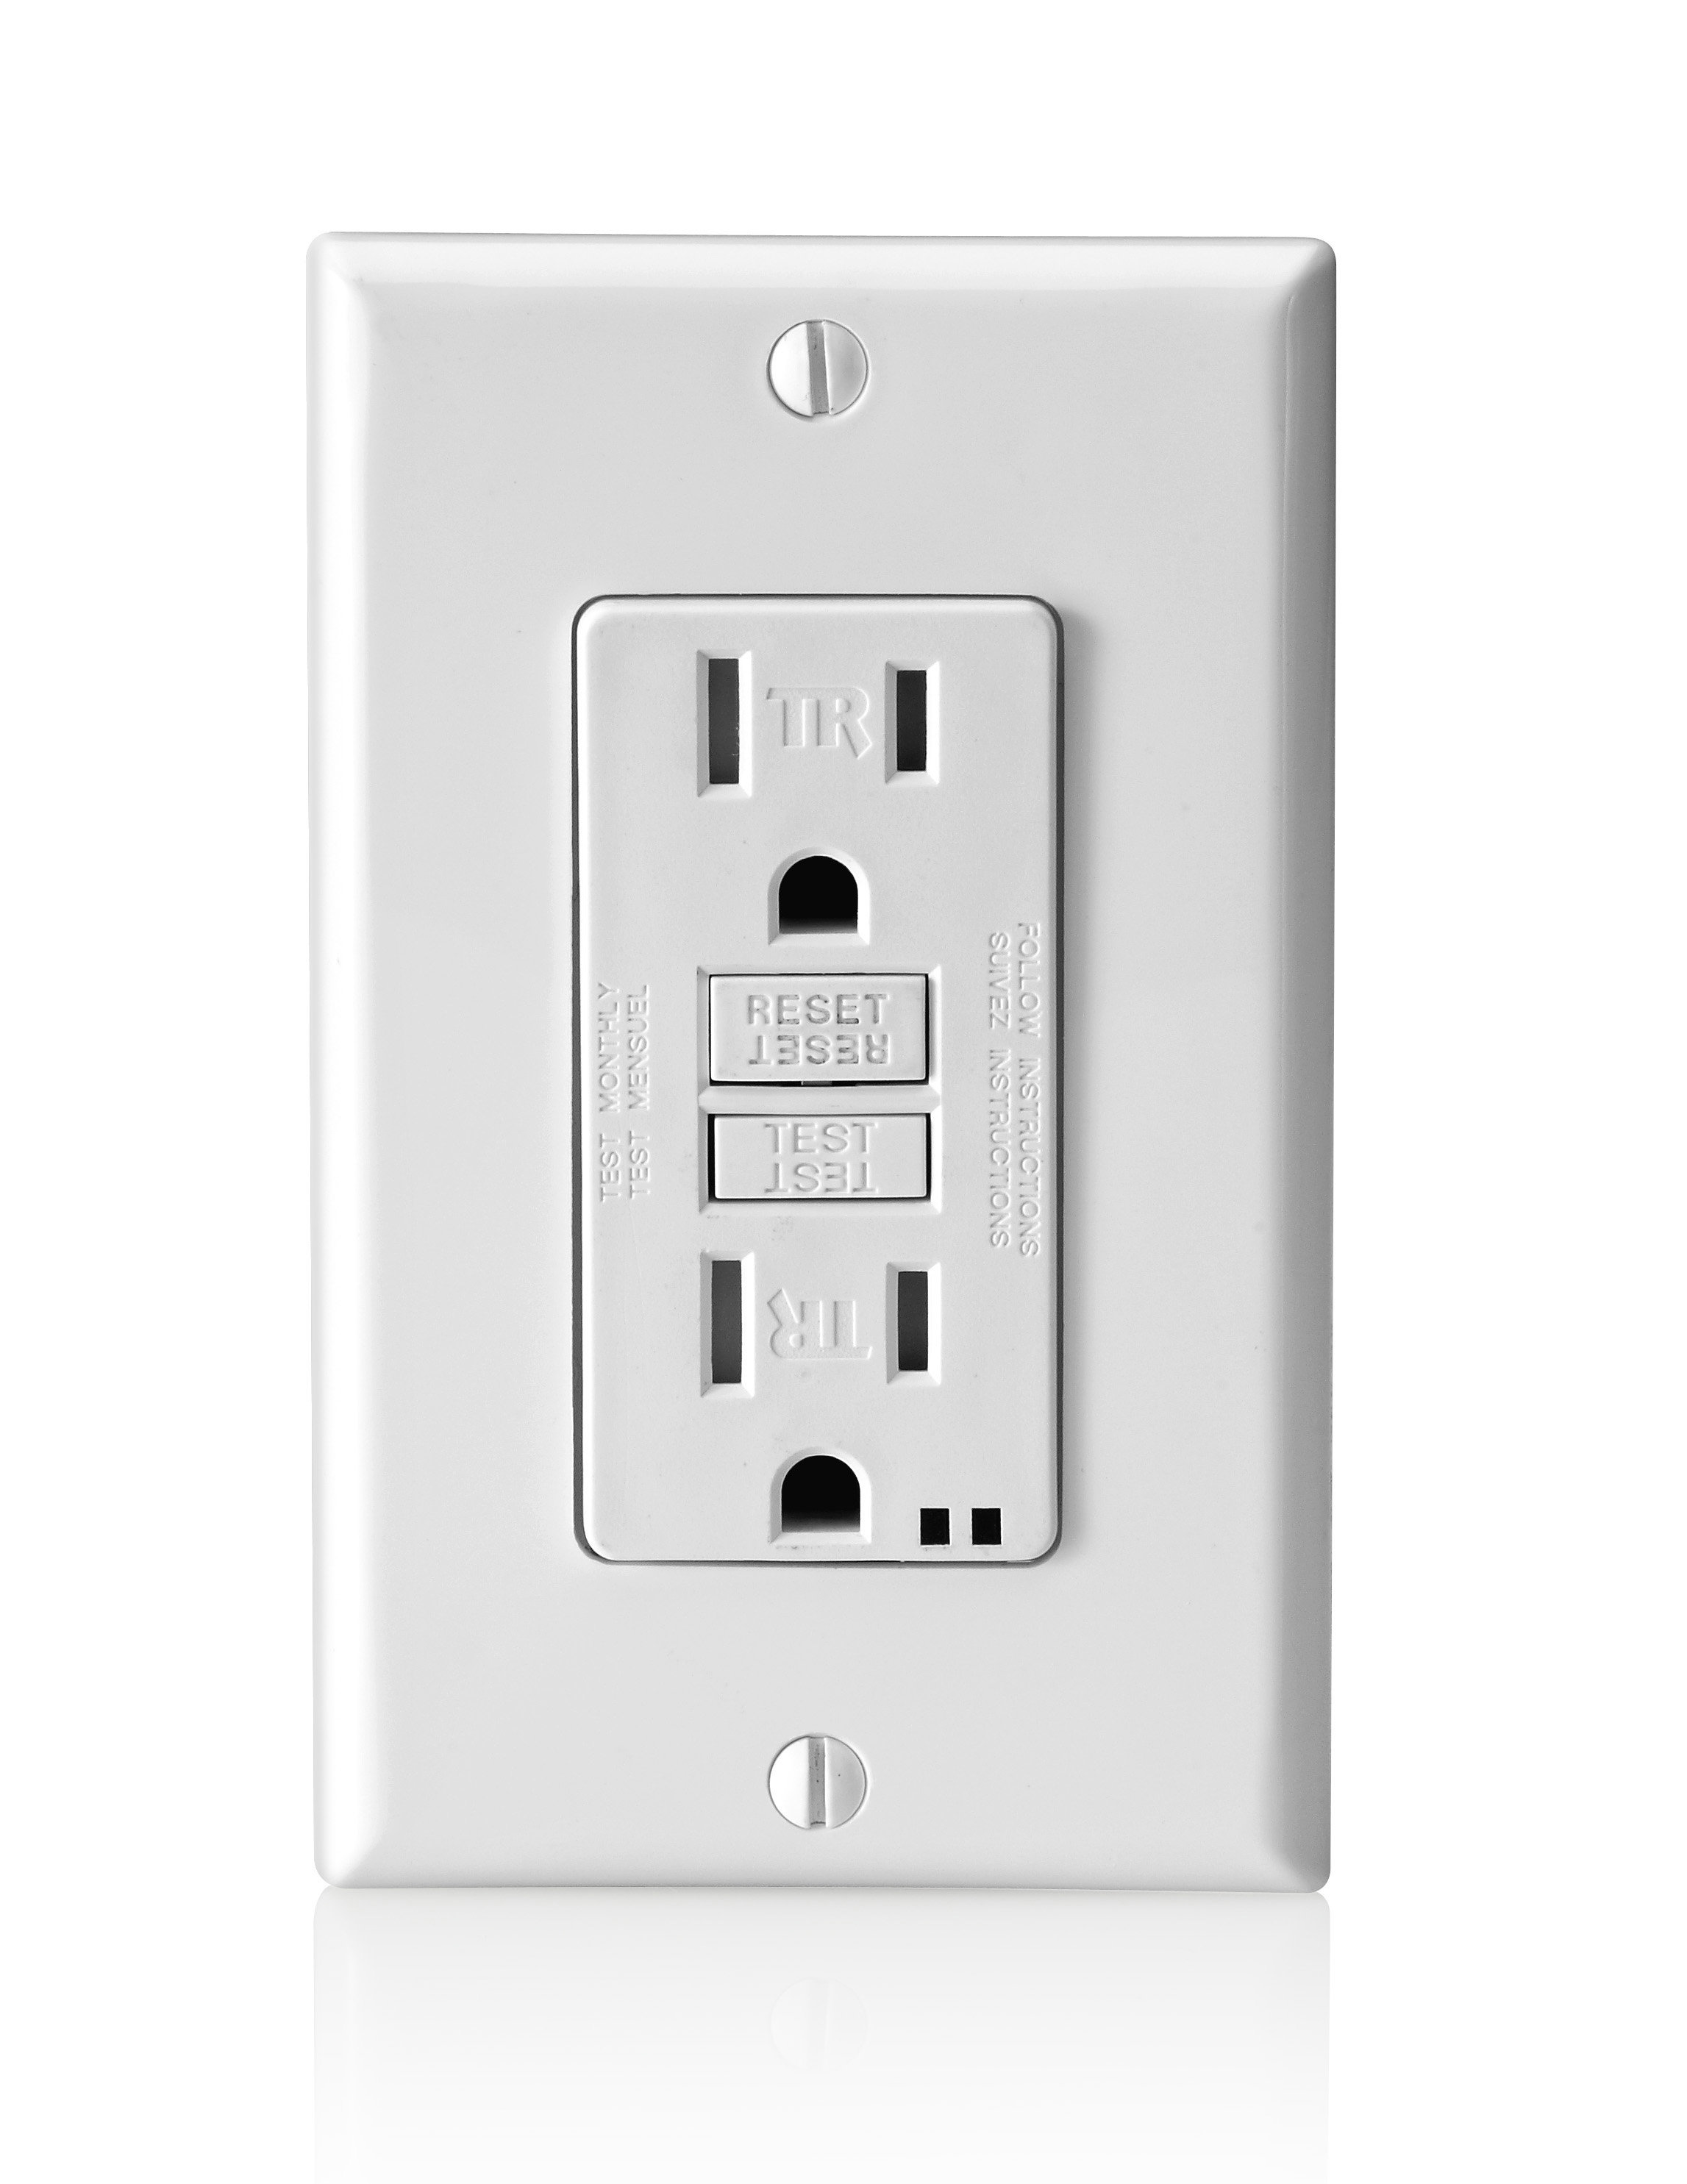 TR
RESET
RESET
TEST
TEST
TEST MONTHLY
TEST MENSUEL
FOLLOW INSTRUCTIONS
SUIVEZ INSTRUCTIONS
TR